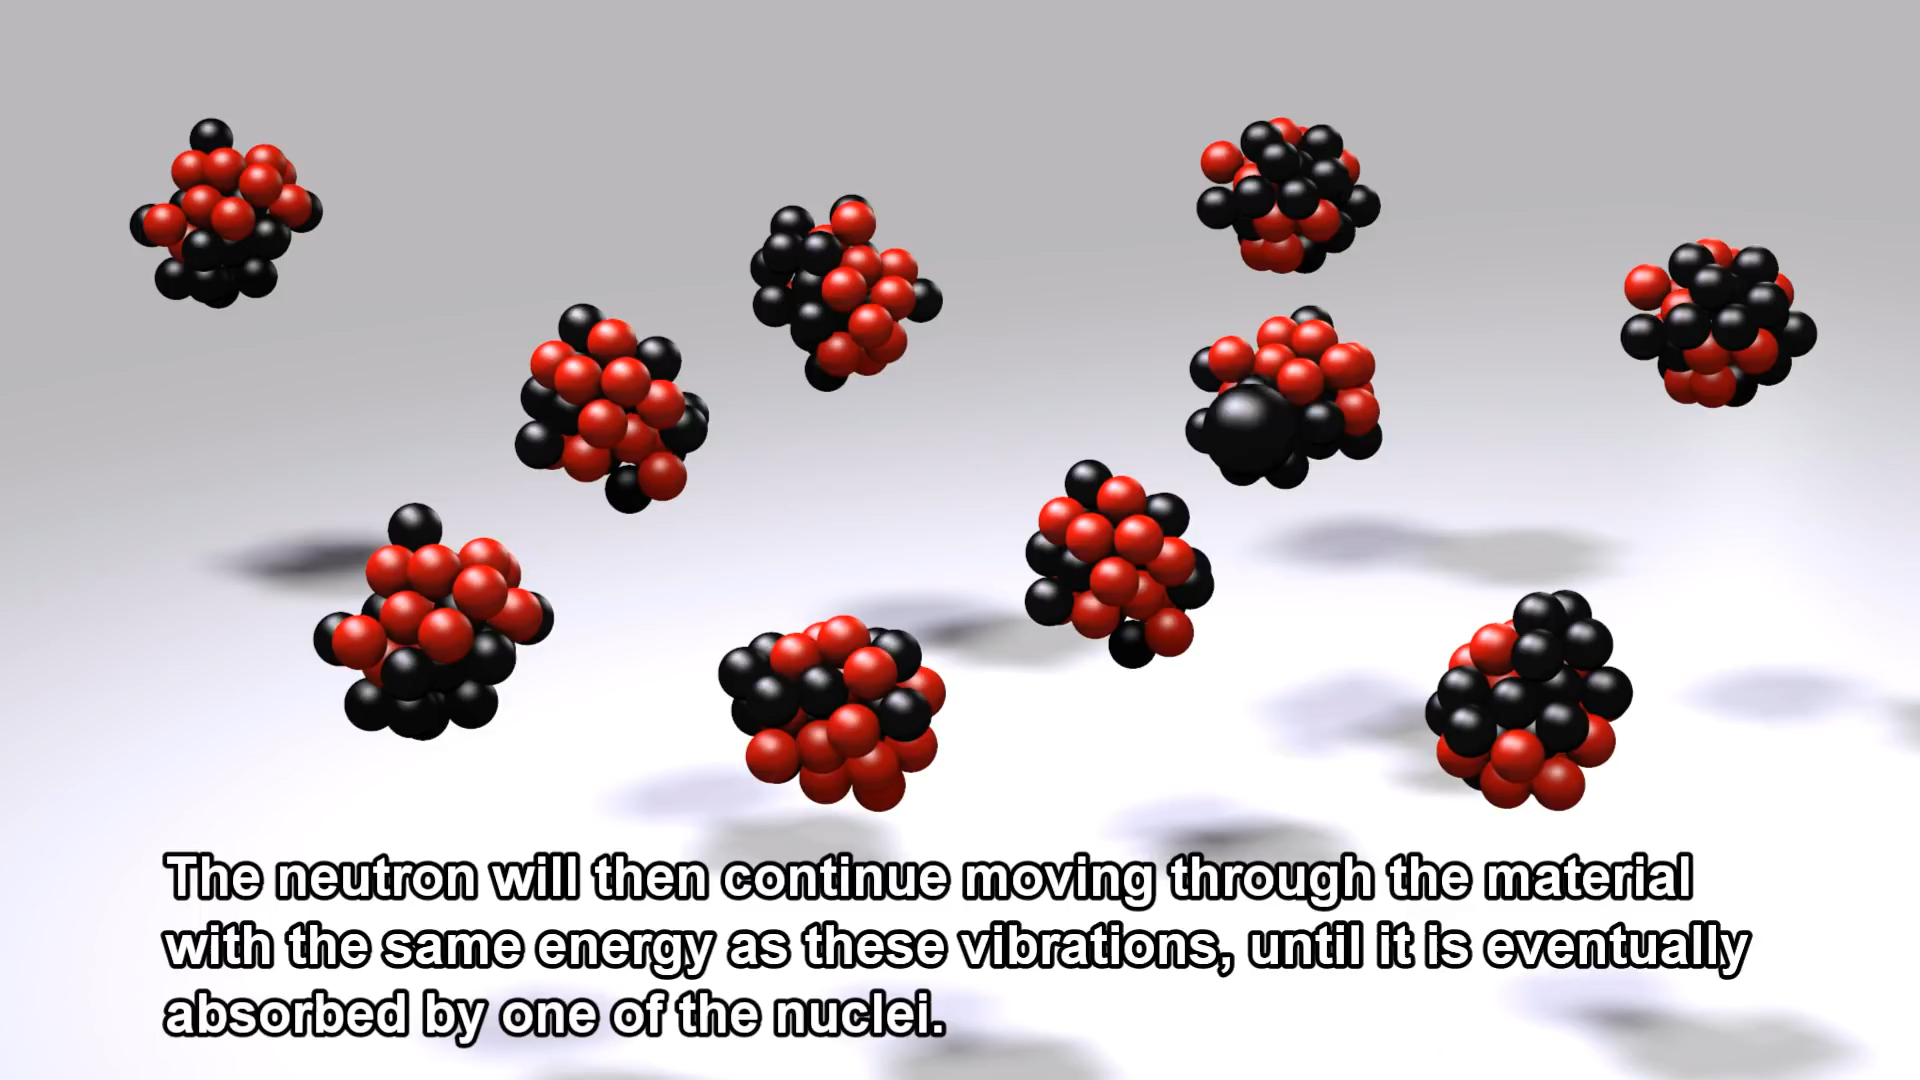 The neutron will then continue moving through the material
with the same energy as these vibrations, until it is eventually
absorbed by one of the nuclei.